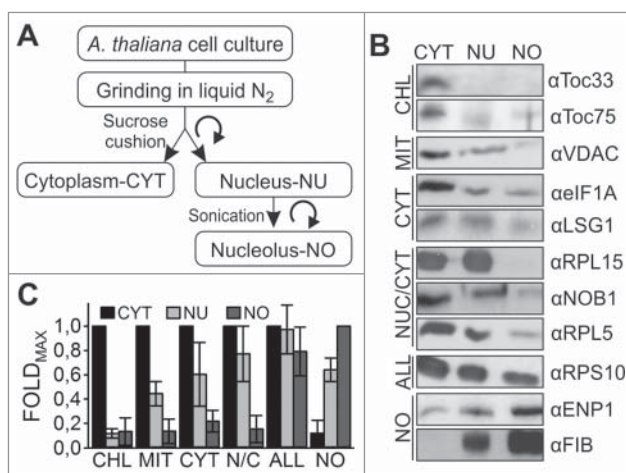 A
A. thaliana cell culture
Grinding in liquid N₂
Sucrose
cushion
Cytoplasm-CYT
Nucleus-NU
Sonication
Nucleolus-NO
B
CYT NU NO
CHL
αToc33
αToc75
MIT
αVDAC
CYT
αeIF1A
αLSG1
NUC/CYT
αRPL15
αNOB1
αRPL5
ALL
αRPS10
NO
αENP1
αFIB
C
CYT NU NO
FOLD MAX
1,0
0,8
0,6
0,4
0,2
0,0
CHL MIT CYT N/C ALL NO